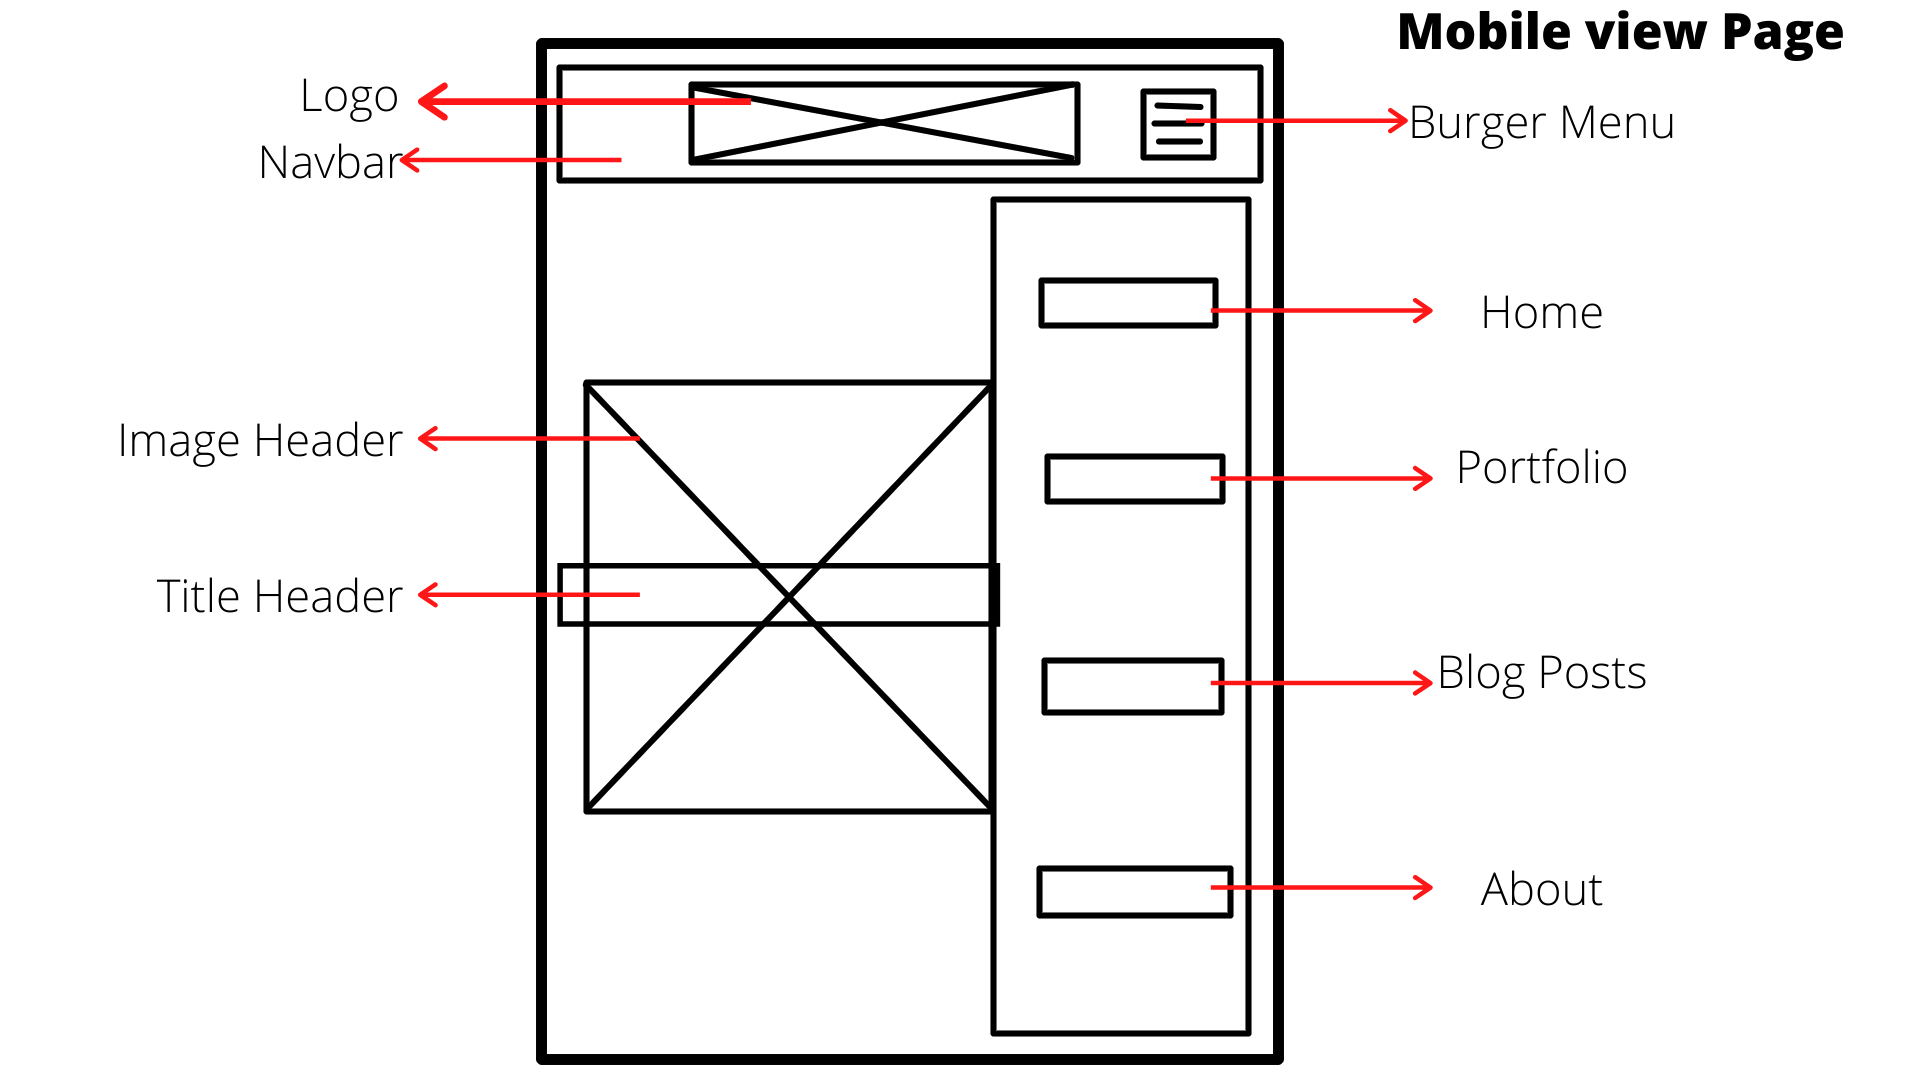 Mobile view Page
Logo
Burger Menu
Navbar
Home
Image Header
Portfolio
Title Header
Blog Posts
About